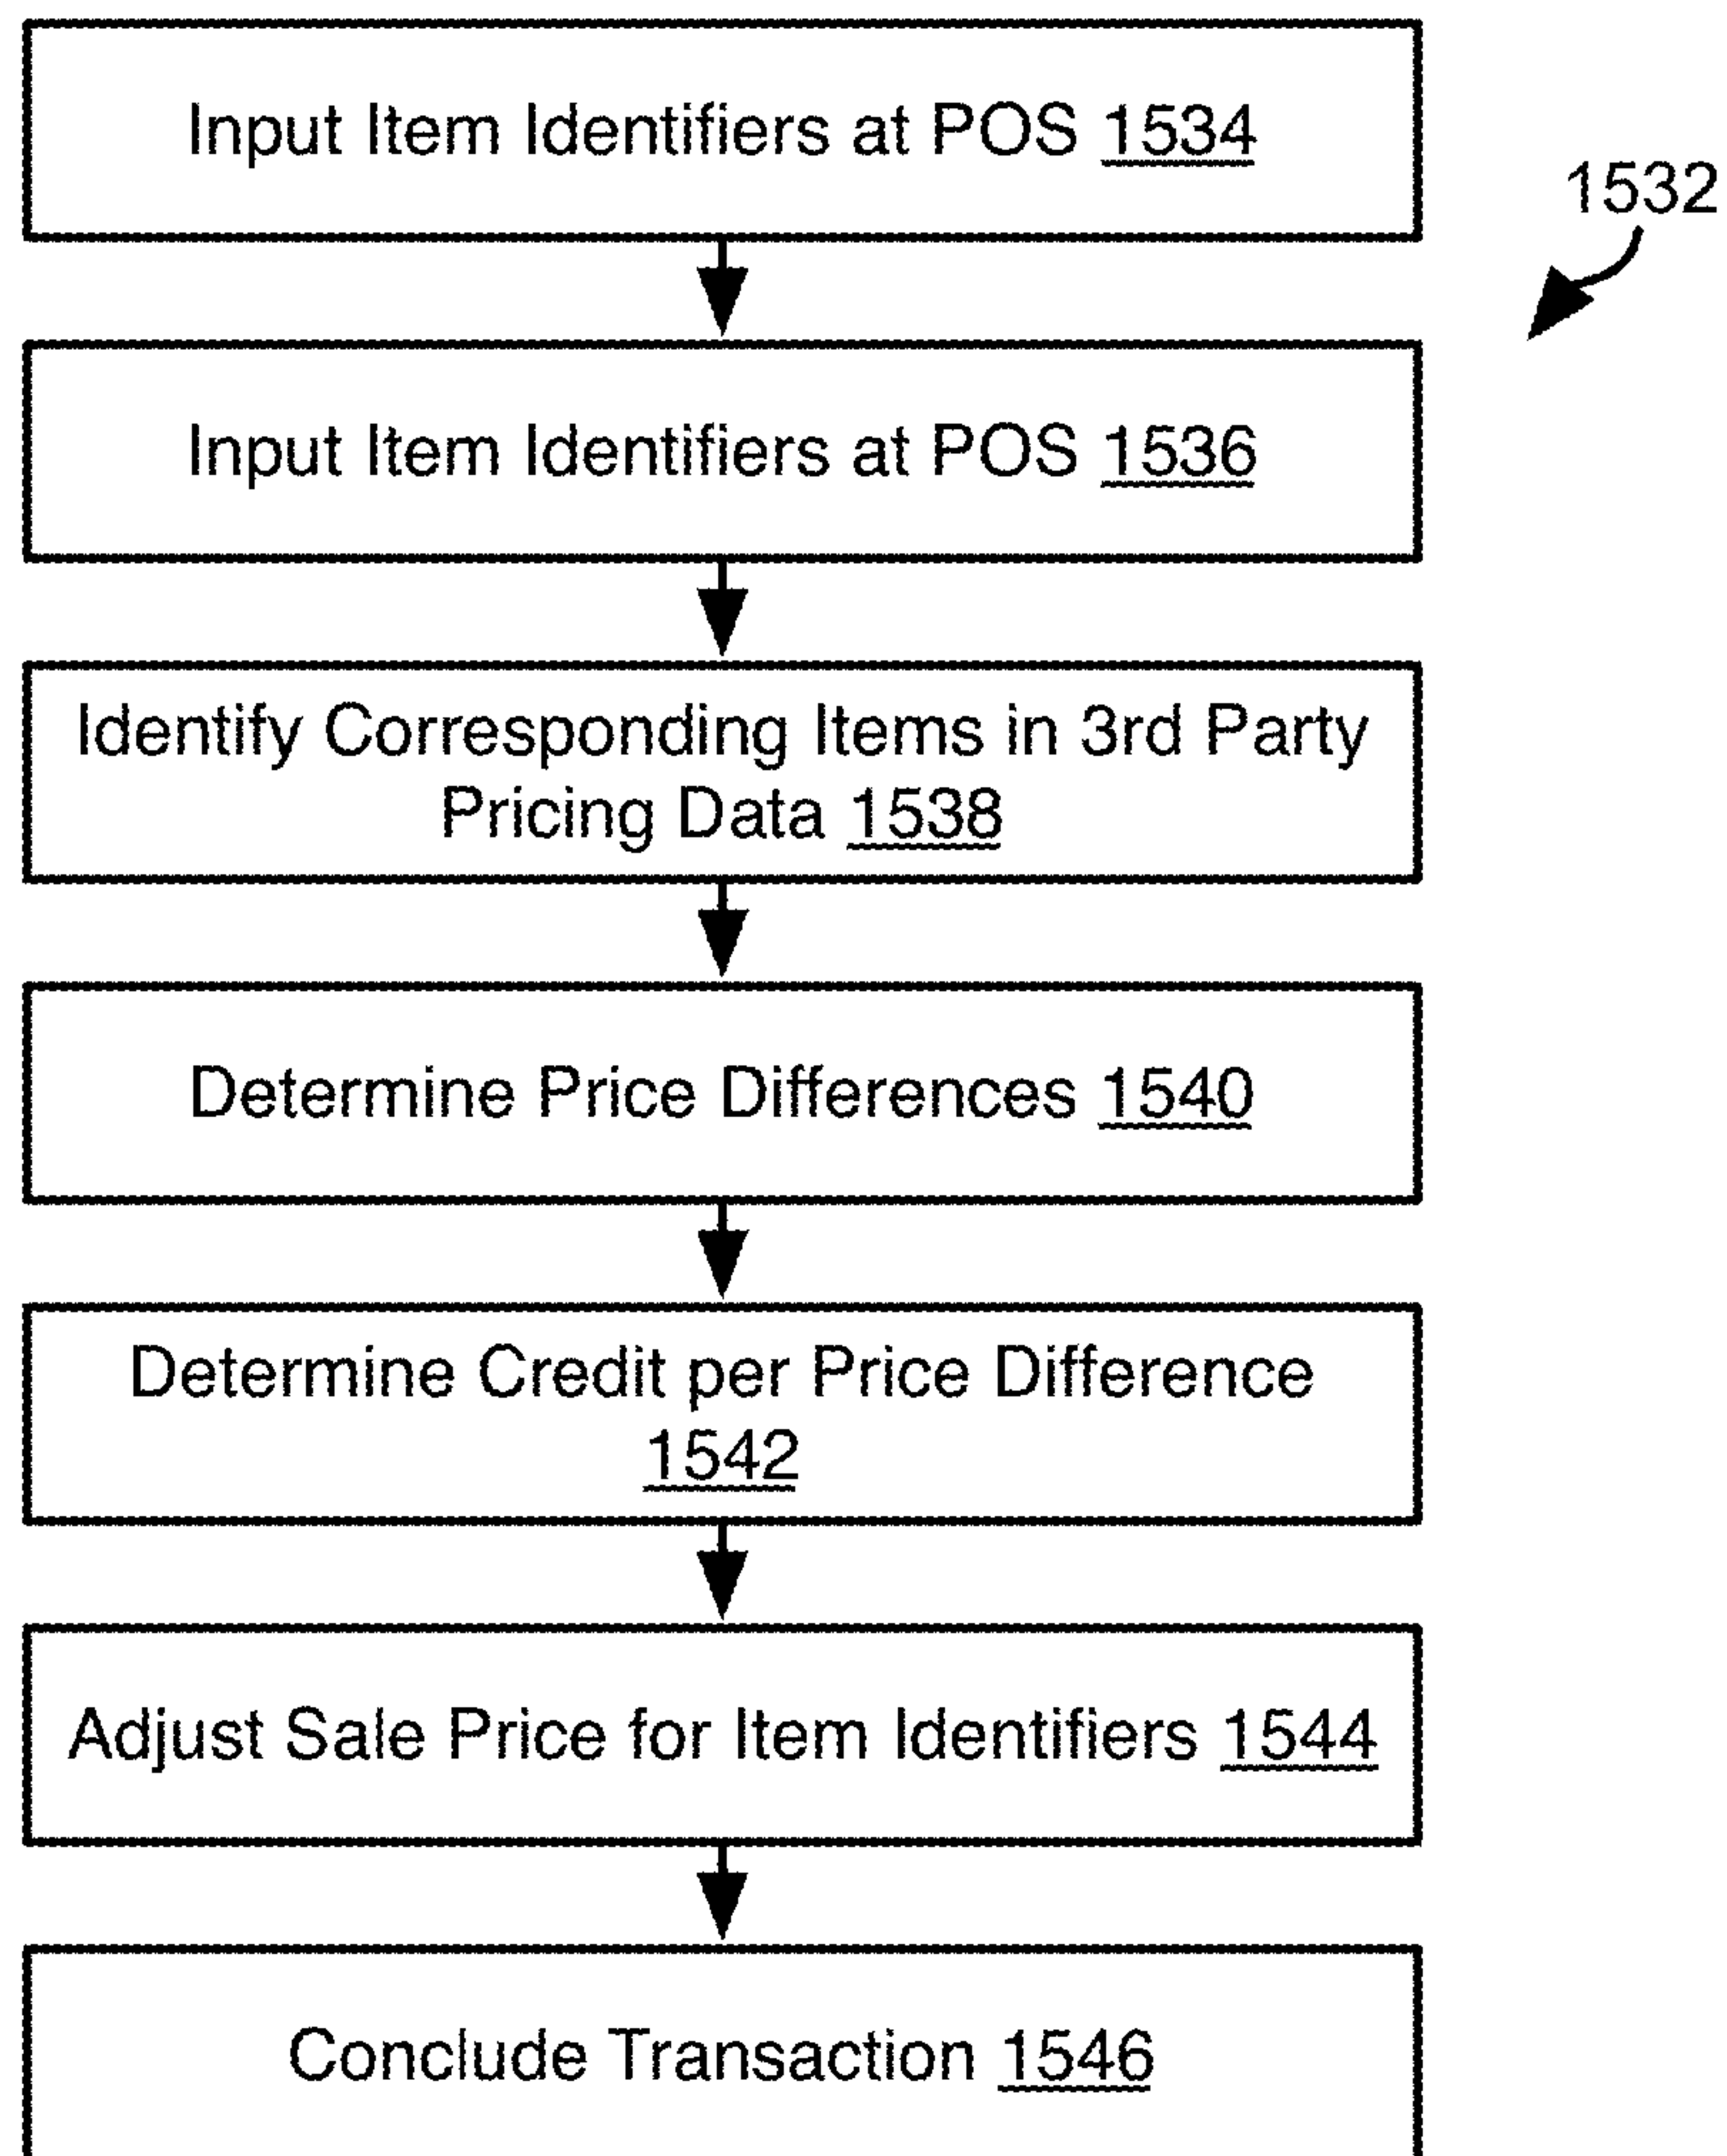 Input Item Identifiers at POS 1534
1532
Input Item Identifiers at POS 1536
Identify Corresponding Items in 3rd Party
Pricing Data 1538
Determine Price Differences 1540
Determine Credit per Price Difference
1542
Adjust Sale Price for Item Identifiers 1544
Conclude Transaction 1546